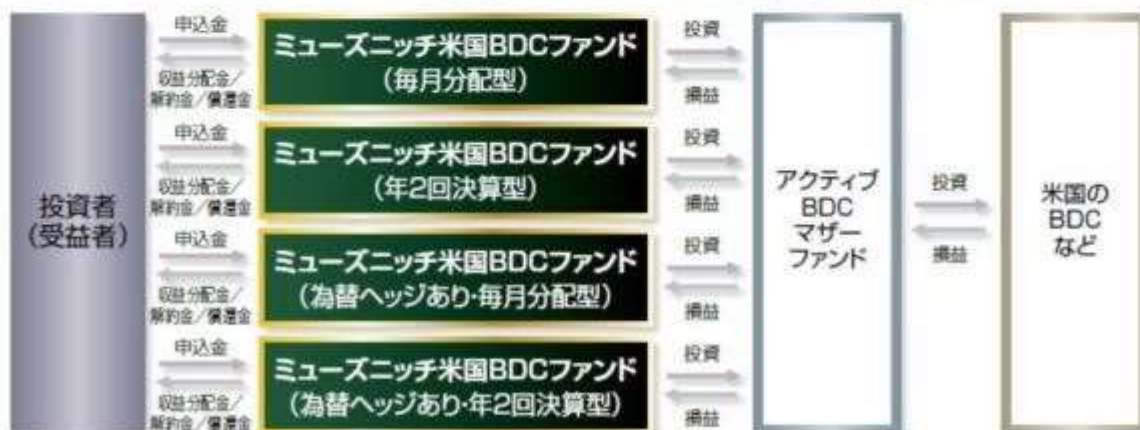 投資者
(受益者)
申込金
収益分配金/
解約金/償還金
ミューズニッチ米国BDCファンド
(毎月分配型)
投資
損益
申込金
収益分配金/
解約金/償還金
ミューズニッチ米国BDCファンド
(年2回決算型)
投資
損益
申込金
収益分配金/
解約金/償還金
ミューズニッチ米国BDCファンド
(為替ヘッジあり・毎月分配型)
投資
損益
申込金
収益分配金/
解約金/償還金
ミューズニッチ米国BDCファンド
(為替ヘッジあり・年2回決算型)
投資
損益
アクティブ
BDC
マザー
ファンド
投資
損益
米国の
BDC
など